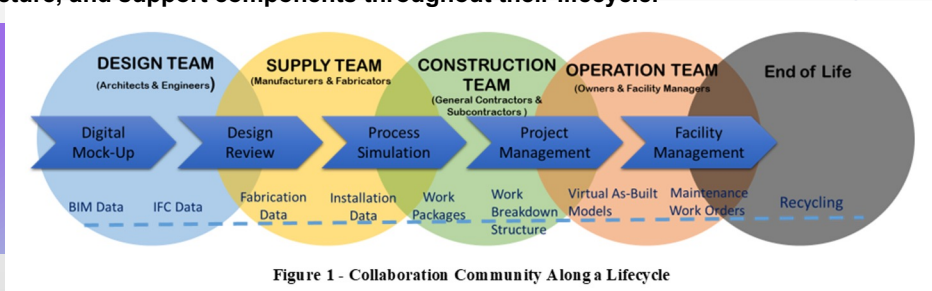 cture, and support components throughout their lifecycle.
DESIGN TEAM
(Architects & Engineers)
SUPPLY TEAM
(Manufacturers & Fabricators
CONSTRUCTION
TEAM
(General Contractors &
Subcontractors )
OPERATION TEAM
(Owners & Facility Managers
End of Life
Digital
Mock-Up
Design
Review
Process
Simulation
Project
Management
Facility
Management
BIM Data
IFC Data
Fabrication
Data
Installation
Data
Work
Packages
Work
Breakdown
Structure
Virtual As-Built
Models
Maintenance
Work Orders
Recycling
Figure 1 - Collaboration Community Along a Lifecycle